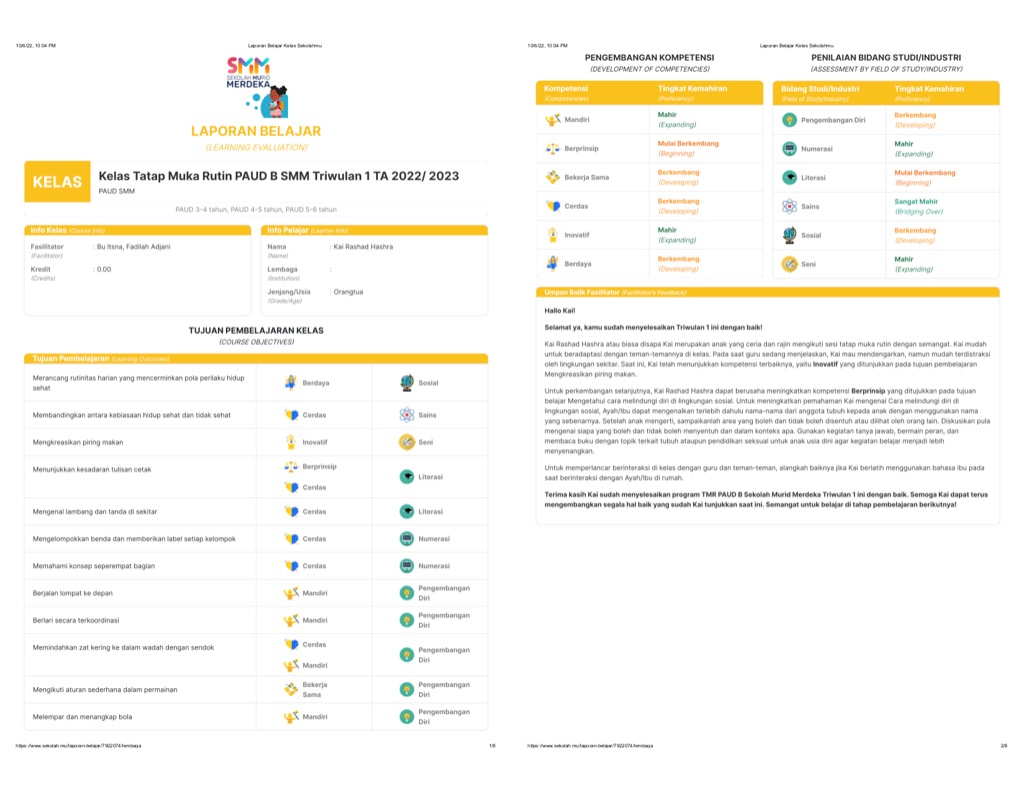 10/6/22, 10:04 PM
Laporan Belajar Kelas Sekolahmu
SMM
SEKOLAH MURID
MERDEKA
LAPORAN BELAJAR
(LEARNING EVALUATION)
KELAS
Kelas Tatap Muka Rutin PAUD B SMM Triwulan 1 TA 2022/ 2023
PAUD SMM
PAUD 3-4 tahun, PAUD 4-5 tahun, PAUD 5-6 tahun
Info Kelas (Course Info)
Fasilitator : Bu Itsna, Fadilah Adjani
(Facilitator)
Kredit : 0.00
(Credits)
Info Pelajar (Learner Info)
Nama : Kai Rashad Hashra
(Name)
Lembaga :
(Institution)
Jenjang/Usia : Orangtua
(Grade/Age)
TUJUAN PEMBELAJARAN KELAS
(COURSE OBJECTIVES)
Tujuan Pembelajaran (Learning Outcomes)
Merancang rutinitas harian yang mencerminkan pola perilaku hidup
sehat
Berdaya
Sosial
Membandingkan antara kebiasaan hidup sehat dan tidak sehat
Cerdas
Sains
Mengkreasikan piring makan
Inovatif
Seni
Menunjukkan kesadaran tulisan cetak
Berprinsip
Cerdas
Literasi
Mengenal lambang dan tanda di sekitar
Cerdas
Literasi
Mengelompokkan benda dan memberikan label setiap kelompok
Cerdas
Numerasi
Memahami konsep seperempat bagian
Cerdas
Numerasi
Berjalan lompat ke depan
Mandiri
Pengembangan
Diri
Berlari secara terkoordinasi
Mandiri
Pengembangan
Diri
Memindahkan zat kering ke dalam wadah dengan sendok
Cerdas
Mandiri
Pengembangan
Diri
Mengikuti aturan sederhana dalam permainan
Bekerja
Sama
Pengembangan
Diri
Melempar dan menangkap bola
Mandiri
Pengembangan
Diri
https://www.sekolah.mu/laporan-belajar/7922074/lembaga
1/8
10/6/22, 10:04 PM
Laporan Belajar Kelas Sekolahmu
PENGEMBANGAN KOMPETENSI
(DEVELOPMENT OF COMPETENCIES)
Kompetensi
(Competencies)
Tingkat Kemahiran
(Proficiency)
Mandiri
Mahir
(Expanding)
Berprinsip
Mulai Berkembang
(Beginning)
Bekerja Sama
Berkembang
(Developing)
Cerdas
Berkembang
(Developing)
Inovatif
Mahir
(Expanding)
Berdaya
Berkembang
(Developing)
PENILAIAN BIDANG STUDI/INDUSTRI
(ASSESSMENT BY FIELD OF STUDY/INDUSTRY)
Bidang Studi/Industri
(Field of Study/Industry)
Tingkat Kemahiran
(Proficiency)
Pengembangan Diri
Berkembang
(Developing)
Numerasi
Mahir
(Expanding)
Literasi
Mulai Berkembang
(Beginning)
Sains
Sangat Mahir
(Bridging Over)
Sosial
Berkembang
(Developing)
Seni
Mahir
(Expanding)
Umpan Balik Fasilitator (Facilitator's Feedback)
Hallo Kai!
Selamat ya, kamu sudah menyelesaikan Triwulan 1 ini dengan baik!
Kai Rashad Hashra atau biasa disapa Kai merupakan anak yang ceria dan rajin mengikuti sesi tatap muka rutin dengan semangat. Kai mudah
untuk beradaptasi dengan teman-temannya di kelas. Pada saat guru sedang menjelaskan, Kai mau mendengarkan, namun mudah terdistraksi
oleh lingkungan sekitar. Saat ini, Kai telah menunjukkan kompetensi terbaiknya, yaitu Inovatif yang ditunjukkan pada tujuan pembelajaran
Mengkreasikan piring makan.
Untuk perkembangan selanjutnya, Kai Rashad Hashra dapat berusaha meningkatkan kompetensi Berprinsip yang ditujukkan pada tujuan
belajar Mengetahui cara melindungi diri di lingkungan sosial. Untuk meningkatkan pemahaman Kai mengenai Cara melindungi diri di
lingkungan sosial, Ayah/Ibu dapat mengenalkan terlebih dahulu nama-nama dari anggota tubuh kepada anak dengan menggunakan nama
yang sebenarnya. Setelah anak mengerti, sampaikanlah area yang boleh dan tidak boleh disentuh atau dilihat oleh orang lain. Diskusikan pula
mengenai siapa yang boleh dan tidak boleh menyentuh dan dalam konteks apa. Gunakan kegiatan tanya jawab, bermain peran, dan
membaca buku dengan topik terkait tubuh ataupun pendidikan seksual untuk anak usia dini agar kegiatan belajar menjadi lebih
menyenangkan.
Untuk memperlancar berinteraksi di kelas dengan guru dan teman-teman, alangkah baiknya jika Kai berlatih menggunakan bahasa ibu pada
saat berinteraksi dengan Ayah/Ibu di rumah.
Terima kasih Kai sudah menyelesaikan program TMR PAUD B Sekolah Murid Merdeka Triwulan 1 ini dengan baik. Semoga Kai dapat terus
mengembangkan segala hal baik yang sudah Kai tunjukkan saat ini. Semangat untuk belajar di tahap pembelajaran berikutnya!
https://www.sekolah.mu/laporan-belajar/7922074/lembaga
2/8